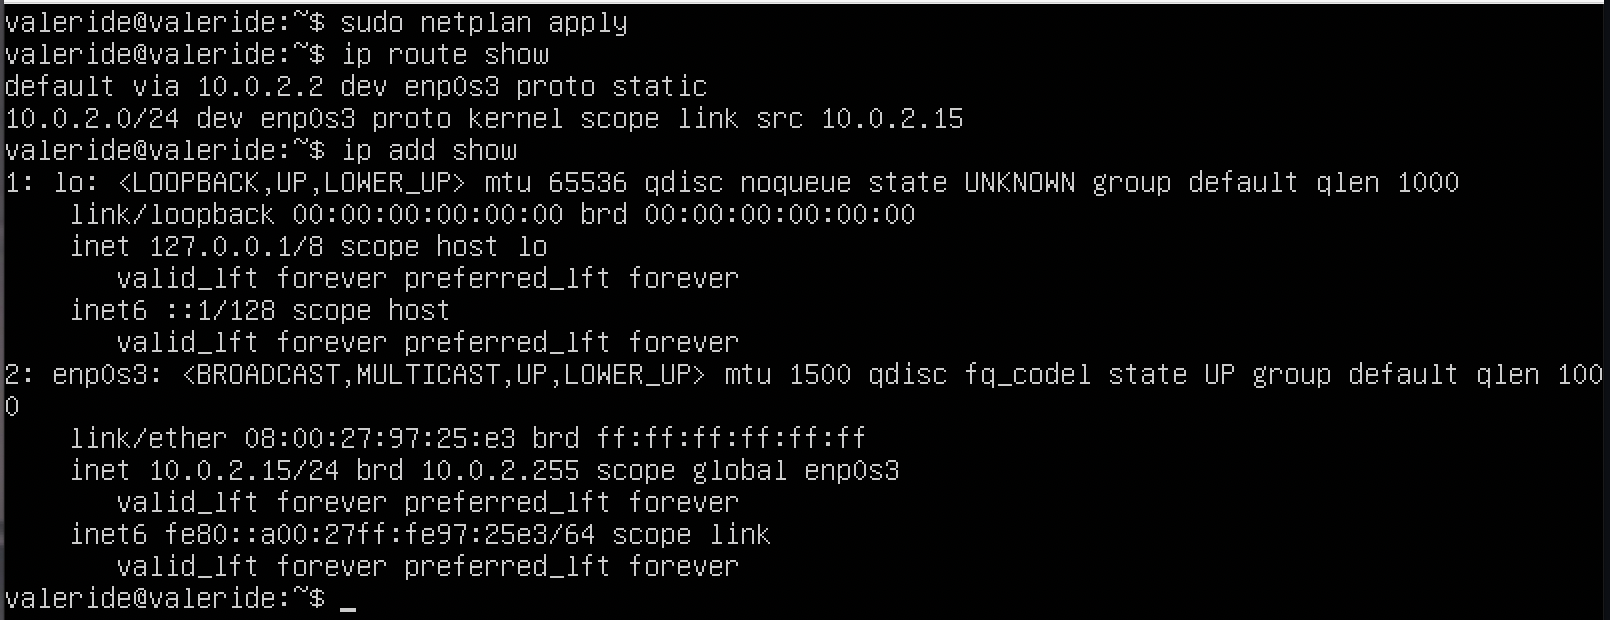 valeride@valeride:~$ sudo netplan apply
valeride@valeride:~$ ip route show
default via 10.0.2.2 dev enp0s3 proto static
10.0.2.0/24 dev enp0s3 proto kernel scope link src 10.0.2.15
valeride@valeride:~$ ip add show
1: lo: <LOOPBACK,UP,LOWER_UP> mtu 65536 qdisc noqueue state UNKNOWN group default qlen 1000
    link/loopback 00:00:00:00:00:00 brd 00:00:00:00:00:00
    inet 127.0.0.1/8 scope host lo
       valid_lft forever preferred_lft forever
    inet6 ::1/128 scope host
       valid_lft forever preferred_lft forever
2: enp0s3: <BROADCAST,MULTICAST,UP,LOWER_UP> mtu 1500 qdisc fq_codel state UP group default qlen 100
0
    link/ether 08:00:27:97:25:e3 brd ff:ff:ff:ff:ff:ff
    inet 10.0.2.15/24 brd 10.0.2.255 scope global enp0s3
       valid_lft forever preferred_lft forever
    inet6 fe80::a00:27ff:fe97:25e3/64 scope link
       valid_lft forever preferred_lft forever
valeride@valeride:~$ _